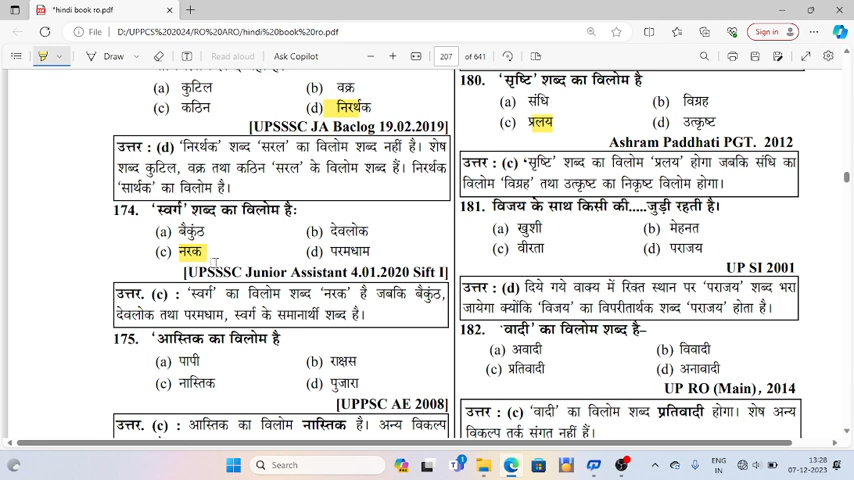 *hindi book ro.pdf
File
D:/UPPCS%202024/RO%20ARO/hindi%20book%20ro.pdf
Sign in
Draw
Read aloud
Ask Copilot
207
of 641
(a) कुटिल
(b) वक्र
(c) कठिन
(d) निरर्थक
[UPSSSC JA Baclog 19.02.2019]
उत्तर : (d) ‘निरर्थक’ शब्द ‘सरल’ का विलोम शब्द नहीं है। शेष
शब्द कुटिल, वक्र तथा कठिन ‘सरल’ के विलोम शब्द हैं। निरर्थक
‘सार्थक’ का विलोम है।
174. ‘स्वर्ग’ शब्द का विलोम है:
(a) बैकुंठ
(b) देवलोक
(c) नरक
(d) परमधाम
[UPSSSC Junior Assistant 4.01.2020 Sift I]
उत्तर. (c) : ‘स्वर्ग’ का विलोम शब्द ‘नरक’ है जबकि बैकुंठ,
देवलोक तथा परमधाम, स्वर्ग के समानार्थी शब्द है।
175. ‘आस्तिक का विलोम है
(a) पापी
(b) राक्षस
(c) नास्तिक
(d) पुजारा
[UPPSC AE 2008]
उत्तर. (c) : आस्तिक का विलोम नास्तिक है। अन्य विकल्प
180. ‘सृष्टि’ शब्द का विलोम है
(a) संधि
(b) विग्रह
(c) प्रलय
(d) उत्कृष्ट
Ashram Paddhati PGT. 2012
उत्तर : (c) ‘सृष्टि’ शब्द का विलोम ‘प्रलय’ होगा जबकि संधि का
विलोम ‘विग्रह’ तथा उत्कृष्ट का निकृष्ट विलोम होगा।
181. विजय के साथ किसी की.....जुड़ी रहती है।
(a) खुशी
(b) मेहनत
(c) वीरता
(d) पराजय
UP SI 2001
उत्तर : (d) दिये गये वाक्य में रिक्त स्थान पर ‘पराजय’ शब्द भरा
जायेगा क्योंकि ‘विजय’ का विपरीतार्थक शब्द ‘पराजय’ होता है।
182. ‘वादी’ का विलोम शब्द है–
(a) अवादी
(b) विवादी
(c) प्रतिवादी
(d) अनावादी
UP RO (Main), 2014
उत्तर : (c) ‘वादी’ का विलोम शब्द प्रतिवादी होगा। शेष अन्य
विकल्प तर्क संगत नहीं हैं।
Search
ENG
IN
13:28
07-12-2023